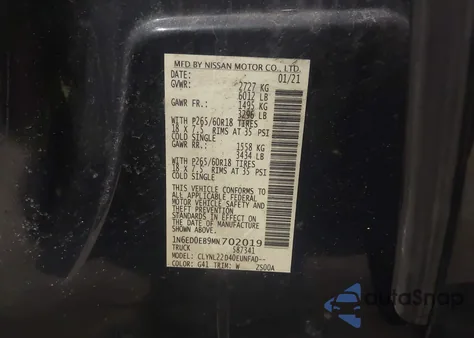 MFD BY NISSAN MOTOR CO., LTD.
DATE: 01/21
GVWR: 2727 KG
6012 LB
GAWR FR.: 1495 KG
3296 LB
WITH P265/60R18 TIRES
18 X 7.5 RIMS AT 35 PSI
COLD SINGLE
GAWR RR.: 1558 KG
3434 LB
WITH P265/60R18 TIRES
18 X 7.5 RIMS AT 35 PSI
COLD SINGLE
THIS VEHICLE CONFORMS TO
ALL APPLICABLE FEDERAL
MOTOR VEHICLE SAFETY
AND THEFT PREVENTION
STANDARDS IN EFFECT ON
THE DATE OF MANUFACTURE
SHOWN ABOVE.
1N6ED0EB9MN702019
TRUCK 587341
MODEL: CLYNL22D40EUNFAD--
COLOR: G41 TRIM: W 2S00A
autoSnap